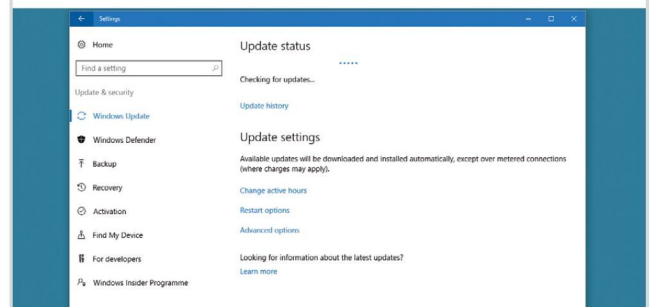 Settings
Home
Update status
Find a setting
Checking for updates...
Update & security
Update history
Windows Update
Update settings
Windows Defender
Available updates will be downloaded and installed automatically, except over metered connections
(where charges may apply).
Backup
Recovery
Change active hours
Activation
Restart options
Find My Device
Advanced options
For developers
Looking for information about the latest updates?
Learn more
Windows Insider Programme